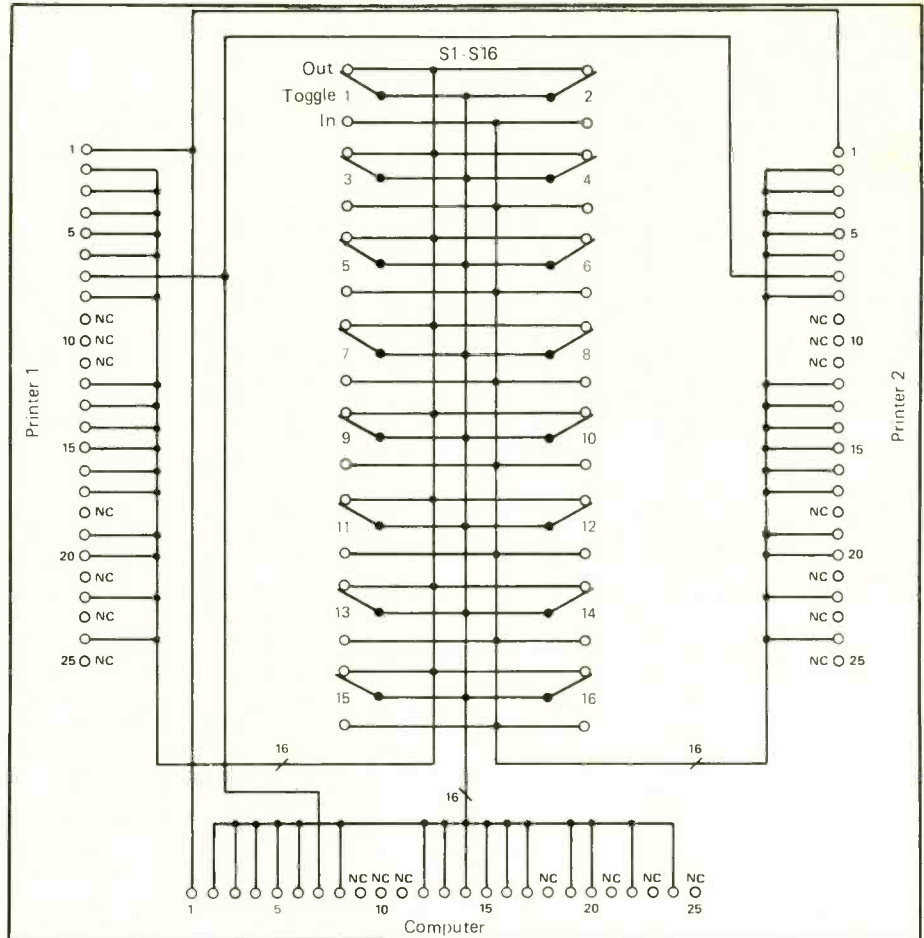 S1-S16
Out
Toggle 1
2
In
3
4
5
6
7
8
9
10
11
12
13
14
15
16
1
5
NC
10 NC
NC
15
NC
20
NC
NC
25 NC
Printer 1
1
5
NC
NC 10
NC
15
NC
20
NC
NC
NC 25
Printer 2
16
16
16
NC NC NC
NC
NC
NC
NC
1
5
10
15
20
25
Computer